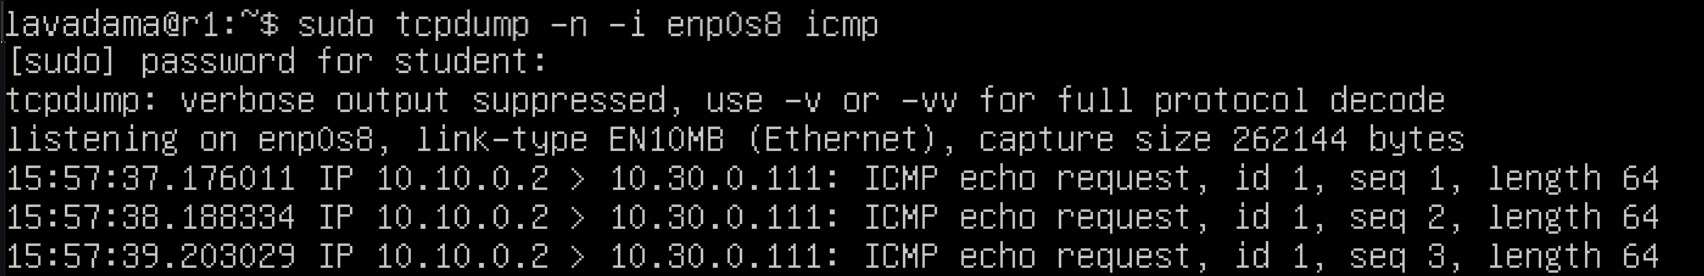 lavadama@r1:~$ sudo tcpdump -n -i enp0s8 icmp
[sudo] password for student:
tcpdump: verbose output suppressed, use -v or -vv for full protocol decode
listening on enp0s8, link-type EN10MB (Ethernet), capture size 262144 bytes
15:57:37.176011 IP 10.10.0.2 > 10.30.0.111: ICMP echo request, id 1, seq 1, length 64
15:57:38.188334 IP 10.10.0.2 > 10.30.0.111: ICMP echo request, id 1, seq 2, length 64
15:57:39.203029 IP 10.10.0.2 > 10.30.0.111: ICMP echo request, id 1, seq 3, length 64